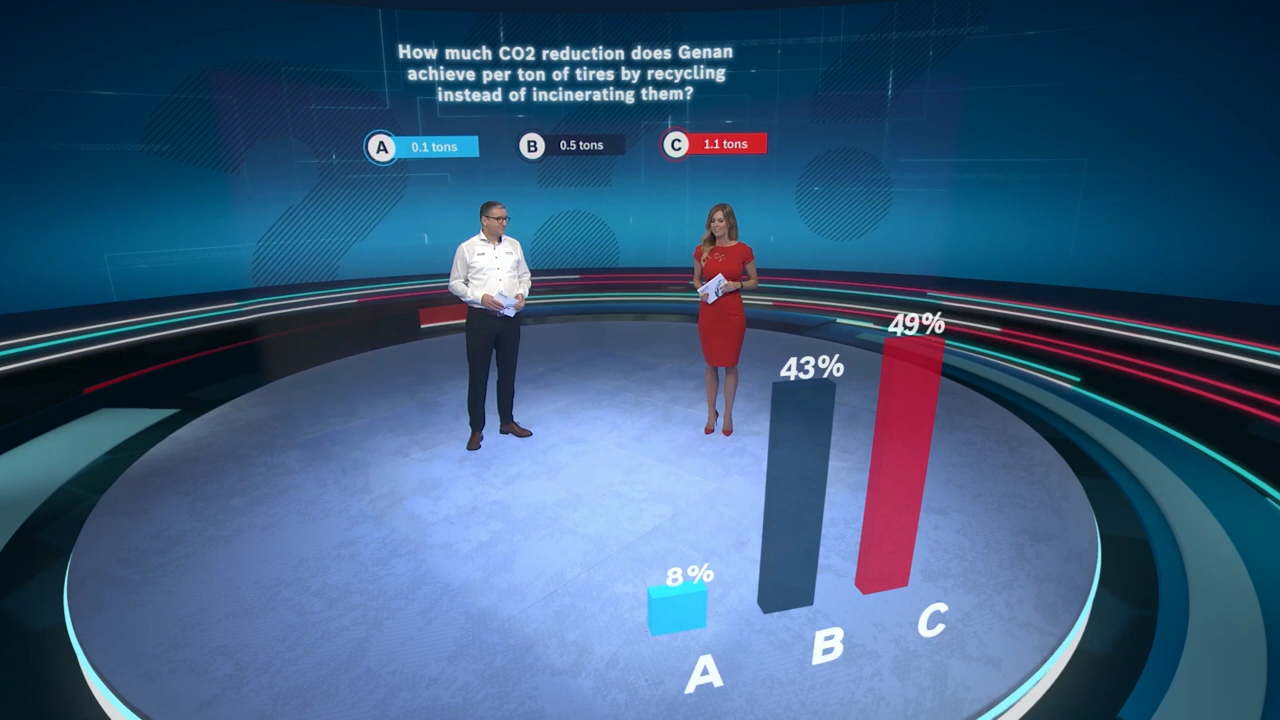 How much CO2 reduction does Genan
achieve per ton of tires by recycling
instead of incinerating them?
A 0.1 tons
B 0.5 tons
C 1.1 tons
49%
43%
8%
C
B
A